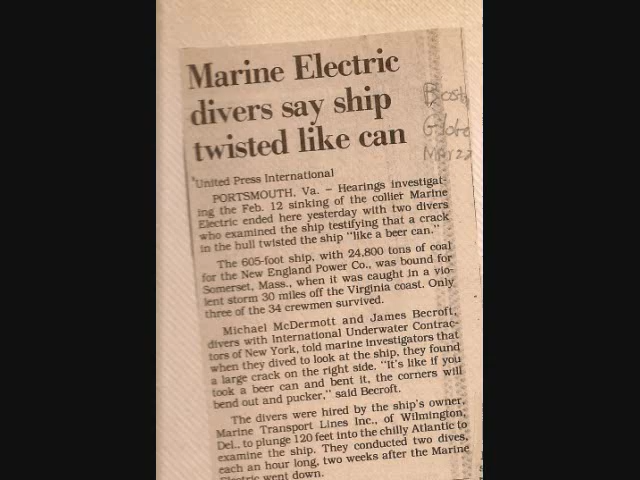 Marine Electric
divers say ship
twisted like can
Boston
Globe
Mar 22
United Press International
PORTSMOUTH, Va. – Hearings investigat-
ing the Feb. 12 sinking of the collier Marine
Electric ended here yesterday with two divers
who examined the ship testifying that a crack
in the hull twisted the ship "like a beer can."
The 605-foot ship, with 24,800 tons of coal
for the New England Power Co., was bound for
Somerset, Mass., when it was caught in a vio-
lent storm 30 miles off the Virginia coast. Only
three of the 34 crewmen survived.
Michael McDermott and James Becroft,
divers with International Underwater Contrac-
tors of New York, told marine investigators that
when they dived to look at the ship, they found
a large crack on the right side. "It's like if you
took a beer can and bent it, the corners will
bend out and pucker," said Becroft.
The divers were hired by the ship's owner,
Marine Transport Lines Inc., of Wilmington,
Del., to plunge 120 feet into the chilly Atlantic to
examine the ship. They conducted two dives,
each an hour long, two weeks after the Marine
Electric went down.